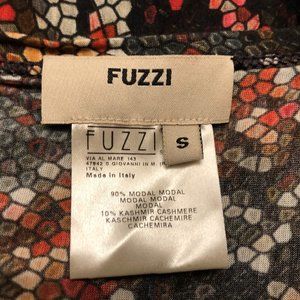 FUZZI
FUZZI
S
VIA AL MARE 143
47842 S GIOVANNI IN M. (
ITALY
Made in Italy
90% MODAL MODAL
MODAL MODAL
MODAL
10% KASHMIR CASHMERE
KASCHMIR CACHEMIRE
CACHEMIRA